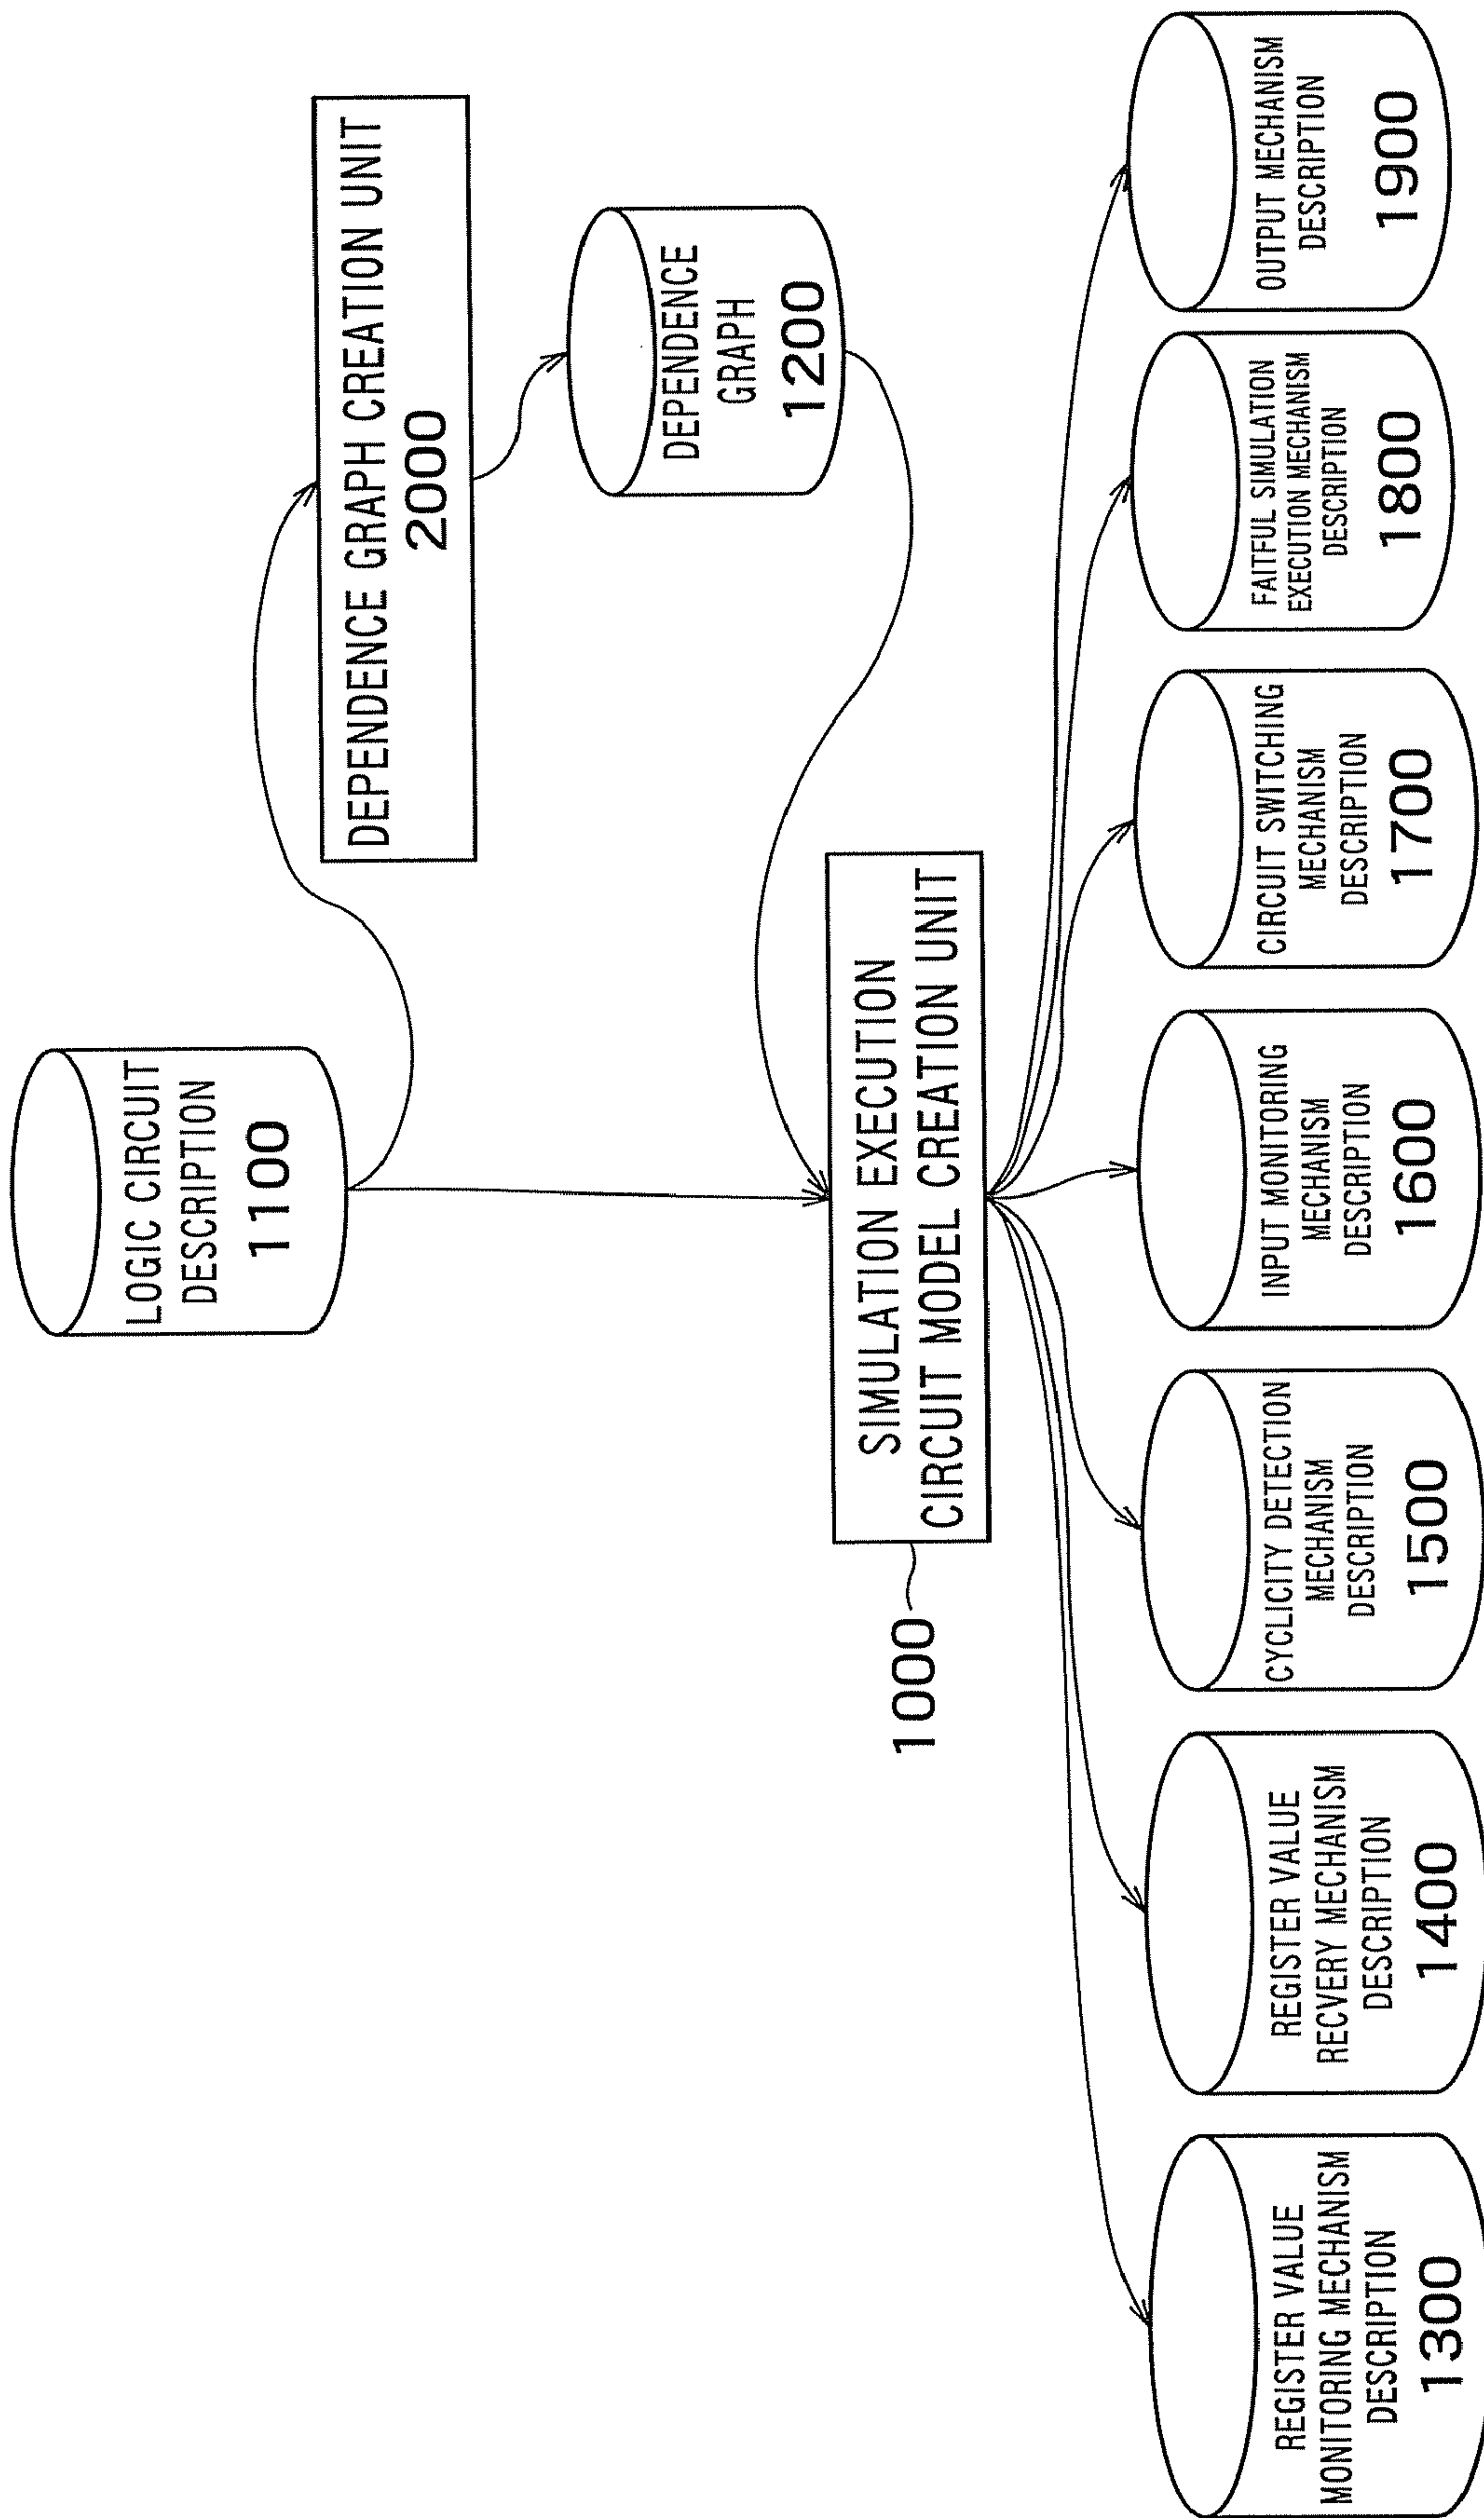 LOGIC CIRCUIT
DESCRIPTION
1100
DEPENDENCE GRAPH CREATION UNIT
2000
DEPENDENCE
GRAPH
1200
SIMULATION EXECUTION
CIRCUIT MODEL CREATION UNIT
1000
REGISTER VALUE
MONITORING MECHANISM
DESCRIPTION
1300
REGISTER VALUE
RECVERY MECHANISM
DESCRIPTION
1400
CYCLICITY DETECTION
MECHANISM
DESCRIPTION
1500
INPUT MONITORING
MECHANISM
DESCRIPTION
1600
CIRCUIT SWITCHING
MECHANISM
DESCRIPTION
1700
FAITFUL SIMULATION
EXECUTION MECHANISM
DESCRIPTION
1800
OUTPUT MECHANISM
DESCRIPTION
1900